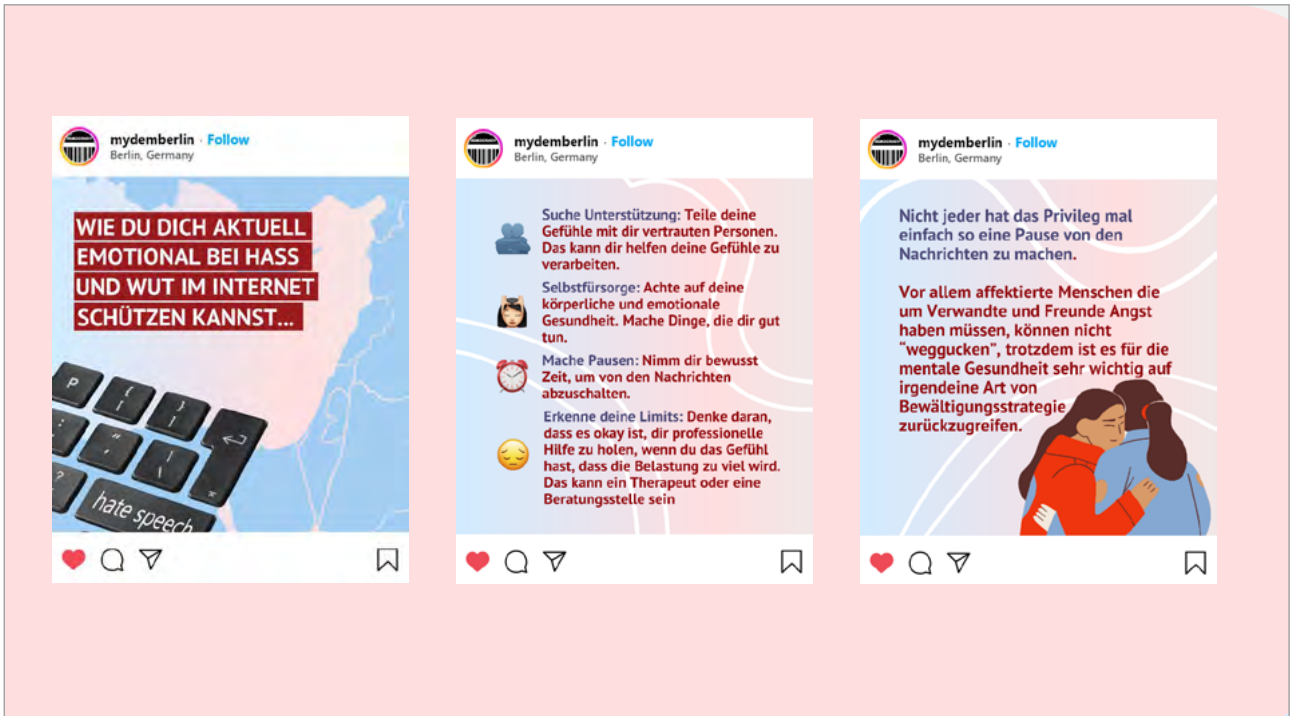 mydemberlin · Follow
Berlin, Germany
WIE DU DICH AKTUELL
EMOTIONAL BEI HASS
UND WUT IM INTERNET
SCHÜTZEN KANNST...
P
{
[
}
]
:
;
"
'
|
\
?
hate speech
mydemberlin · Follow
Berlin, Germany
Suche Unterstützung: Teile deine
Gefühle mit dir vertrauten Personen.
Das kann dir helfen deine Gefühle zu
verarbeiten.
Selbstfürsorge: Achte auf deine
körperliche und emotionale
Gesundheit. Mache Dinge, die dir gut
tun.
Mache Pausen: Nimm dir bewusst
Zeit, um von den Nachrichten
abzuschalten.
Erkenne deine Limits: Denke daran,
dass es okay ist, dir professionelle
Hilfe zu holen, wenn du das Gefühl
hast, dass die Belastung zu viel wird.
Das kann ein Therapeut oder eine
Beratungsstelle sein
mydemberlin · Follow
Berlin, Germany
Nicht jeder hat das Privileg mal
einfach so eine Pause von den
Nachrichten zu machen.
Vor allem affektierte Menschen die
um Verwandte und Freunde Angst
haben müssen, können nicht
“weggucken”, trotzdem ist es für die
mentale Gesundheit sehr wichtig auf
irgendeine Art von
Bewältigungsstrategie
zurückzugreifen.